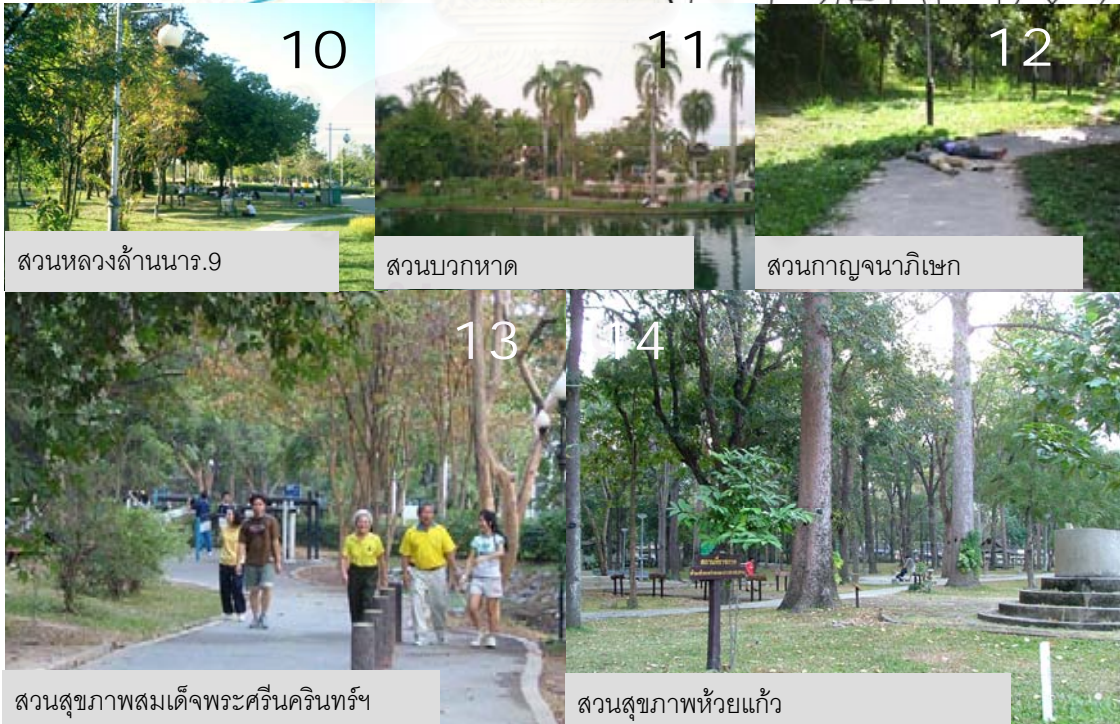 10
11
12
สวนหลวงล้านนาร.9
สวนบวกหาด
สวนกาญจนาภิเษก
13
14
สวนสุขภาพสมเด็จพระศรีนครินทร์ฯ
สวนสุขภาพห้วยแก้ว